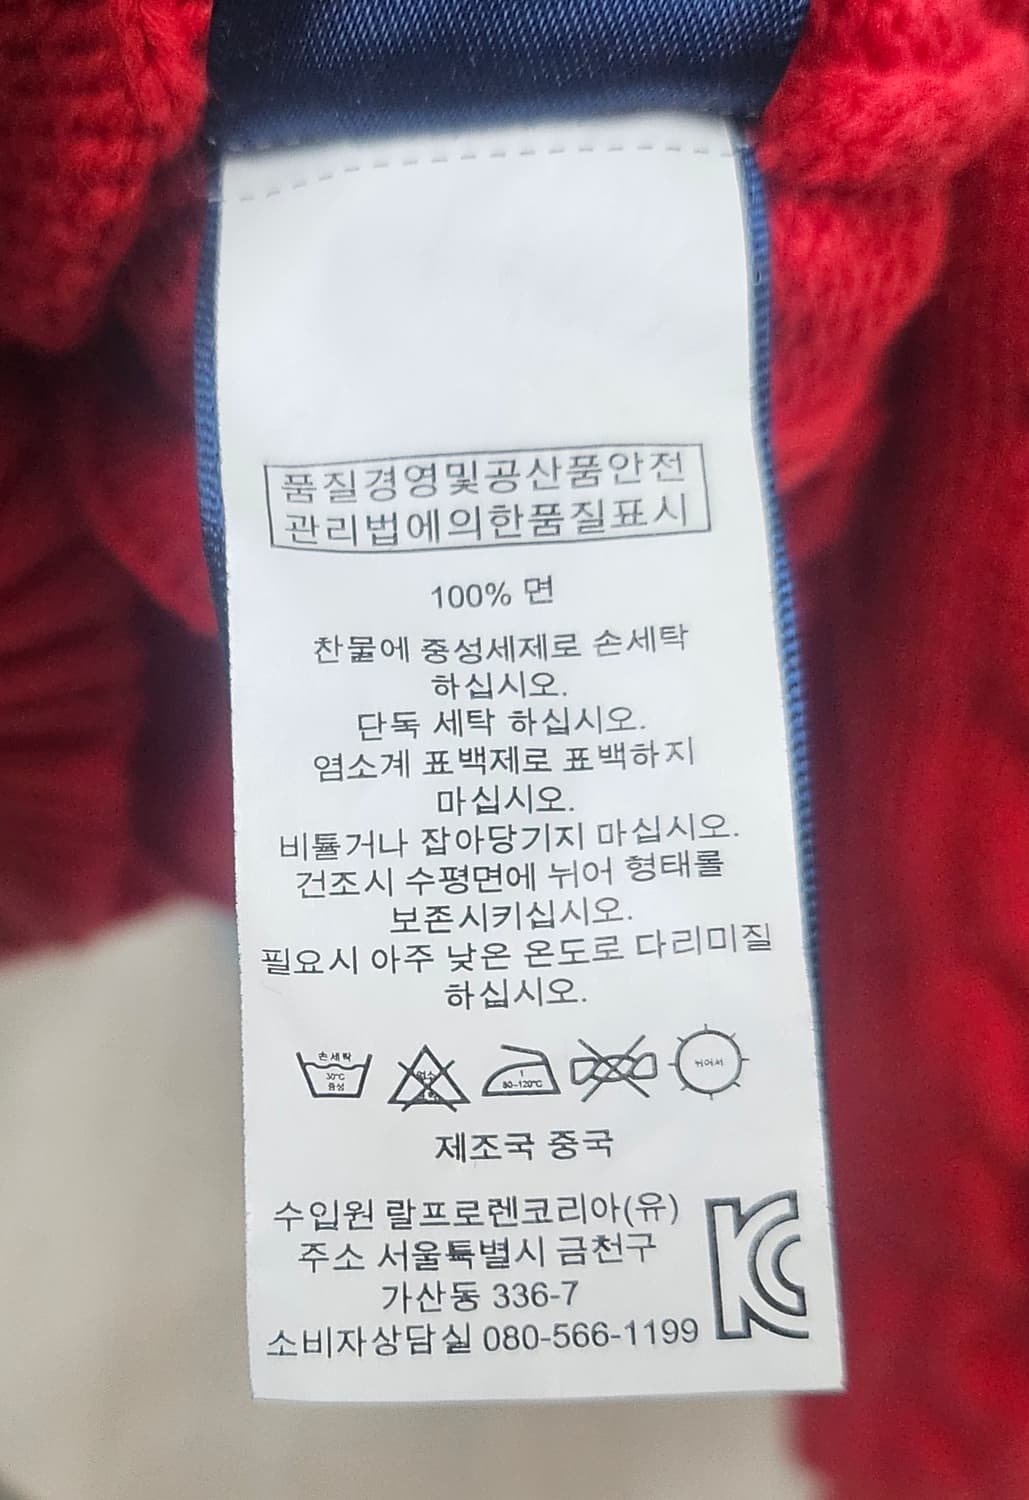 품질경영및공산품안전
관리법에의한품질표시
100% 면
찬물에 중성세제로 손세탁
하십시오.
단독 세탁 하십시오.
염소계 표백제로 표백하지
마십시오.
비틀거나 잡아당기지 마십시오.
건조시 수평면에 뉘어 형태를
보존시키십시오.
필요시 아주 낮은 온도로 다리미질
하십시오.
손세탁
30℃
중성
염소
1
80~120℃
뉘어서
제조국 중국
수입원 랄프로렌코리아(유)
주소 서울특별시 금천구
가산동 336-7
소비자상담실 080-566-1199
KC